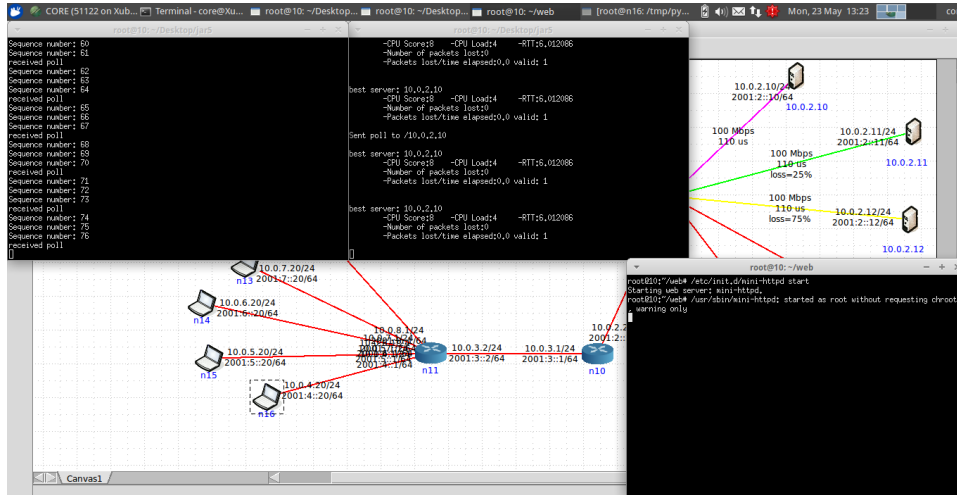 CORE (51122 on Xub...
Terminal - core@Xu...
root@10: ~/Desktop...
root@10: ~/Desktop...
root@10: ~/web
[root@n16: /tmp/py...
Mon, 23 May 13:23
co
root@10: ~/Desktop/jar5
Sequence number: 60
Sequence number: 61
received poll
Sequence number: 62
Sequence number: 63
Sequence number: 64
received poll
Sequence number: 65
Sequence number: 66
Sequence number: 67
received poll
Sequence number: 68
Sequence number: 69
Sequence number: 70
received poll
Sequence number: 71
Sequence number: 72
Sequence number: 73
received poll
Sequence number: 74
Sequence number: 75
Sequence number: 76
received poll
root@10: ~/Desktop/jar5
-CPU Score:8 -CPU Load:4 -RTT:6.012086
-Number of packets lost:0
-Packets lost/time elapsed:0.0 valid: 1
best server: 10.0.2.10
-CPU Score:8 -CPU Load:4 -RTT:6.012086
-Number of packets lost:0
-Packets lost/time elapsed:0.0 valid: 1
Sent poll to /10.0.2.10
best server: 10.0.2.10
-CPU Score:8 -CPU Load:4 -RTT:6.012086
-Number of packets lost:0
-Packets lost/time elapsed:0.0 valid: 1
best server: 10.0.2.10
-CPU Score:8 -CPU Load:4 -RTT:6.012086
-Number of packets lost:0
-Packets lost/time elapsed:0.0 valid: 1
10.0.2.10/24
2001:2::10/64
10.0.2.10
100 Mbps
110 us
10.0.2.11/24
2001:2::11/64
10.0.2.11
100 Mbps
110 us
loss=25%
100 Mbps
110 us
loss=75%
10.0.2.12/24
2001:2::12/64
10.0.2.12
root@10: ~/web
root@10:~/web# /etc/init.d/mini-httpd start
Starting web server: mini-httpd.
root@10:~/web# /usr/sbin/mini-httpd: started as root without requesting chroot
, warning only
10.0.7.20/24
2001:7::20/64
n13
10.0.6.20/24
2001:6::20/64
n14
10.0.5.20/24
2001:5::20/64
n15
10.0.4.20/24
2001:4::20/64
n16
10.0.8.1/24
2001:4::1/64
n11
10.0.3.2/24
2001:3::2/64
10.0.3.1/24
2001:3::1/64
n10
10.0.2.2
2001:2::
Canvas1